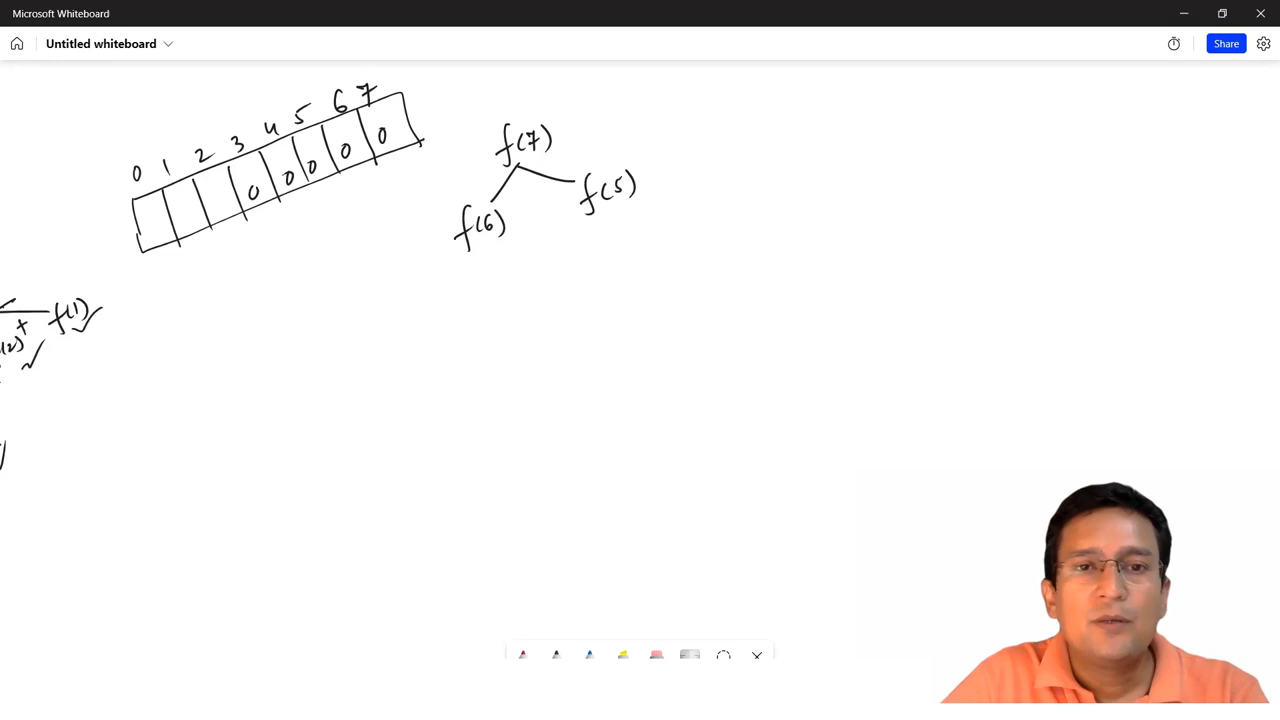 Microsoft Whiteboard
Untitled whiteboard
Share
0 1 2 3 4 5 6 7
0 0 0 0 0
f(7)
f(6) f(5)
f(1)
+
(2)